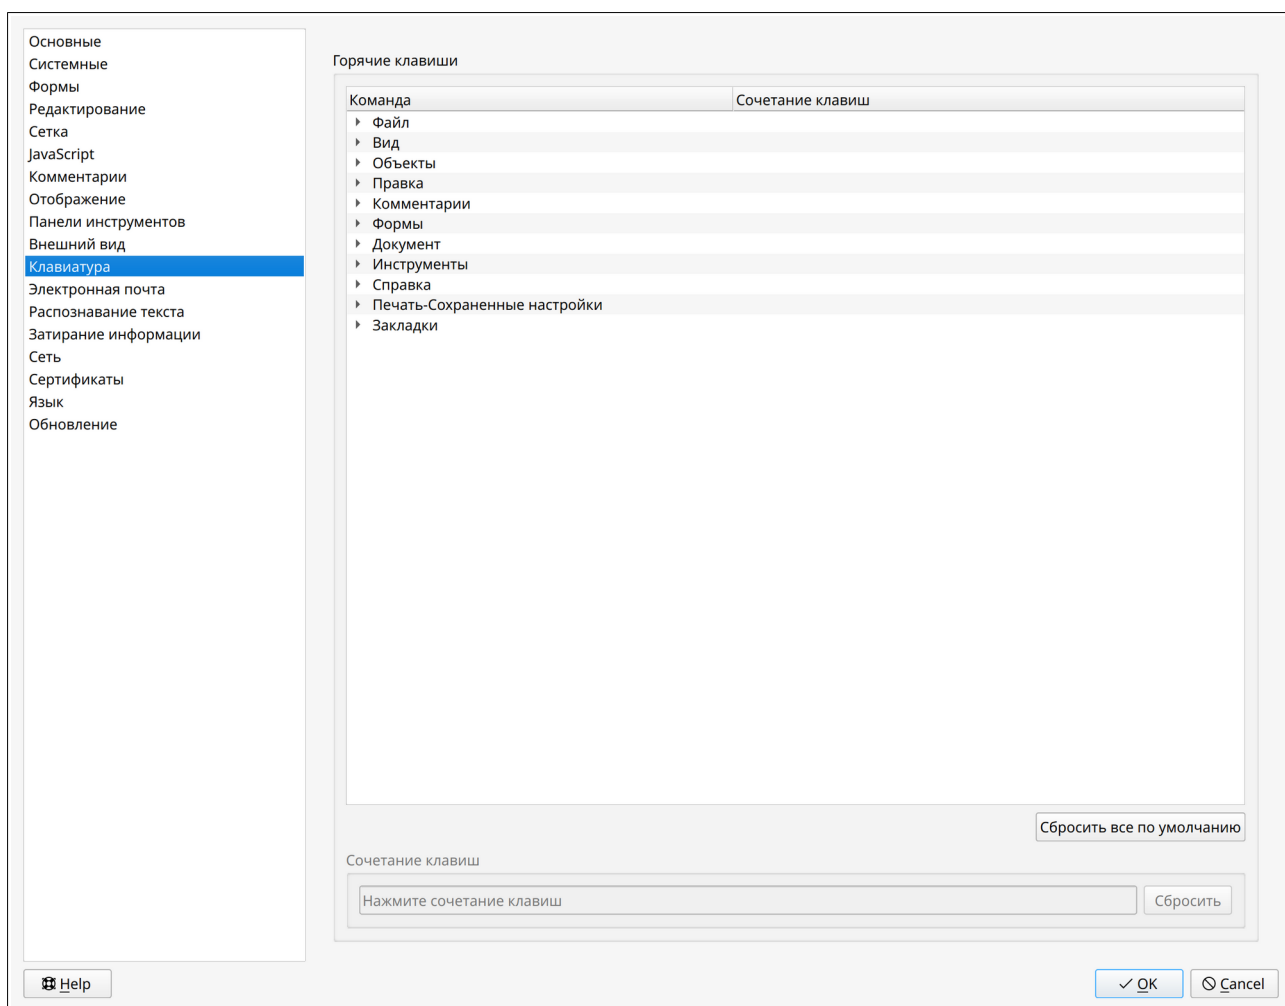 Основные
Системные
Формы
Редактирование
Сетка
JavaScript
Комментарии
Отображение
Панели инструментов
Внешний вид
Клавиатура
Электронная почта
Распознавание текста
Затирание информации
Сеть
Сертификаты
Язык
Обновление
Горячие клавиши
Команда Сочетание клавиш
Файл
Вид
Объекты
Правка
Комментарии
Формы
Документ
Инструменты
Справка
Печать-Сохраненные настройки
Закладки
Сбросить все по умолчанию
Сочетание клавиш
Нажмите сочетание клавиш Сбросить
Help OK Cancel